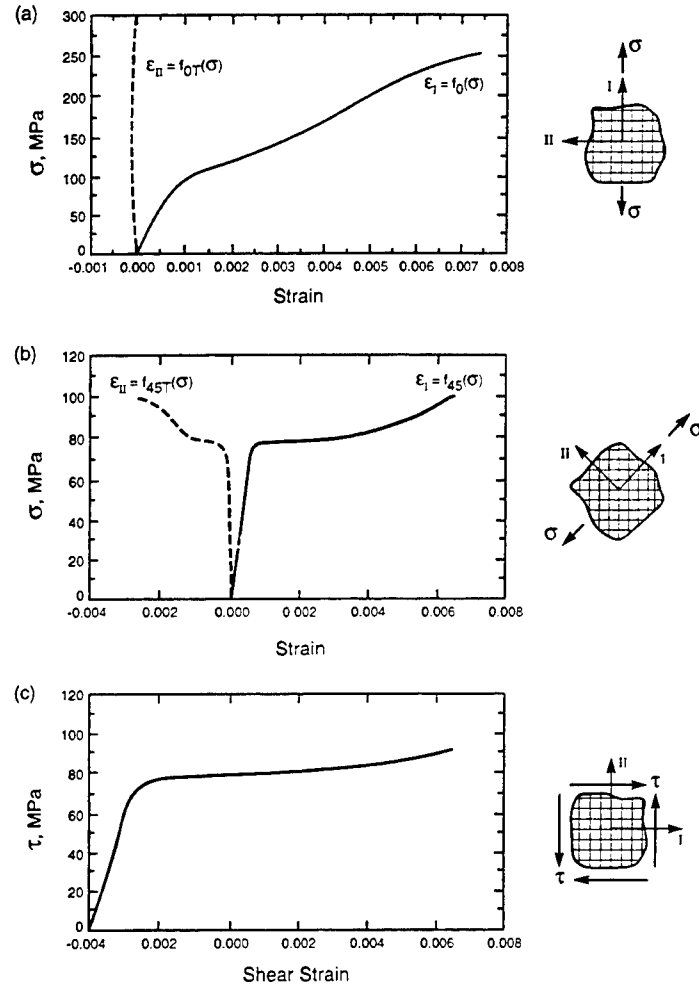 (a)
300
250
200
150
100
50
0
σ, MPa
ε_II = f_0T(σ)
ε_I = f_0(σ)
-0.001 0.000 0.001 0.002 0.003 0.004 0.005 0.006 0.007 0.008
Strain
σ
I
II
σ
(b)
120
100
80
60
40
20
0
σ, MPa
ε_II = f_45T(σ)
ε_I = f_45(σ)
-0.004 0.002 0.000 0.002 0.004 0.006 0.008
Strain
σ
II
I
σ
(c)
120
100
80
60
40
20
0
τ, MPa
-0.004 -0.002 0.000 0.002 0.004 0.006 0.008
Shear Strain
II
τ
I
τ